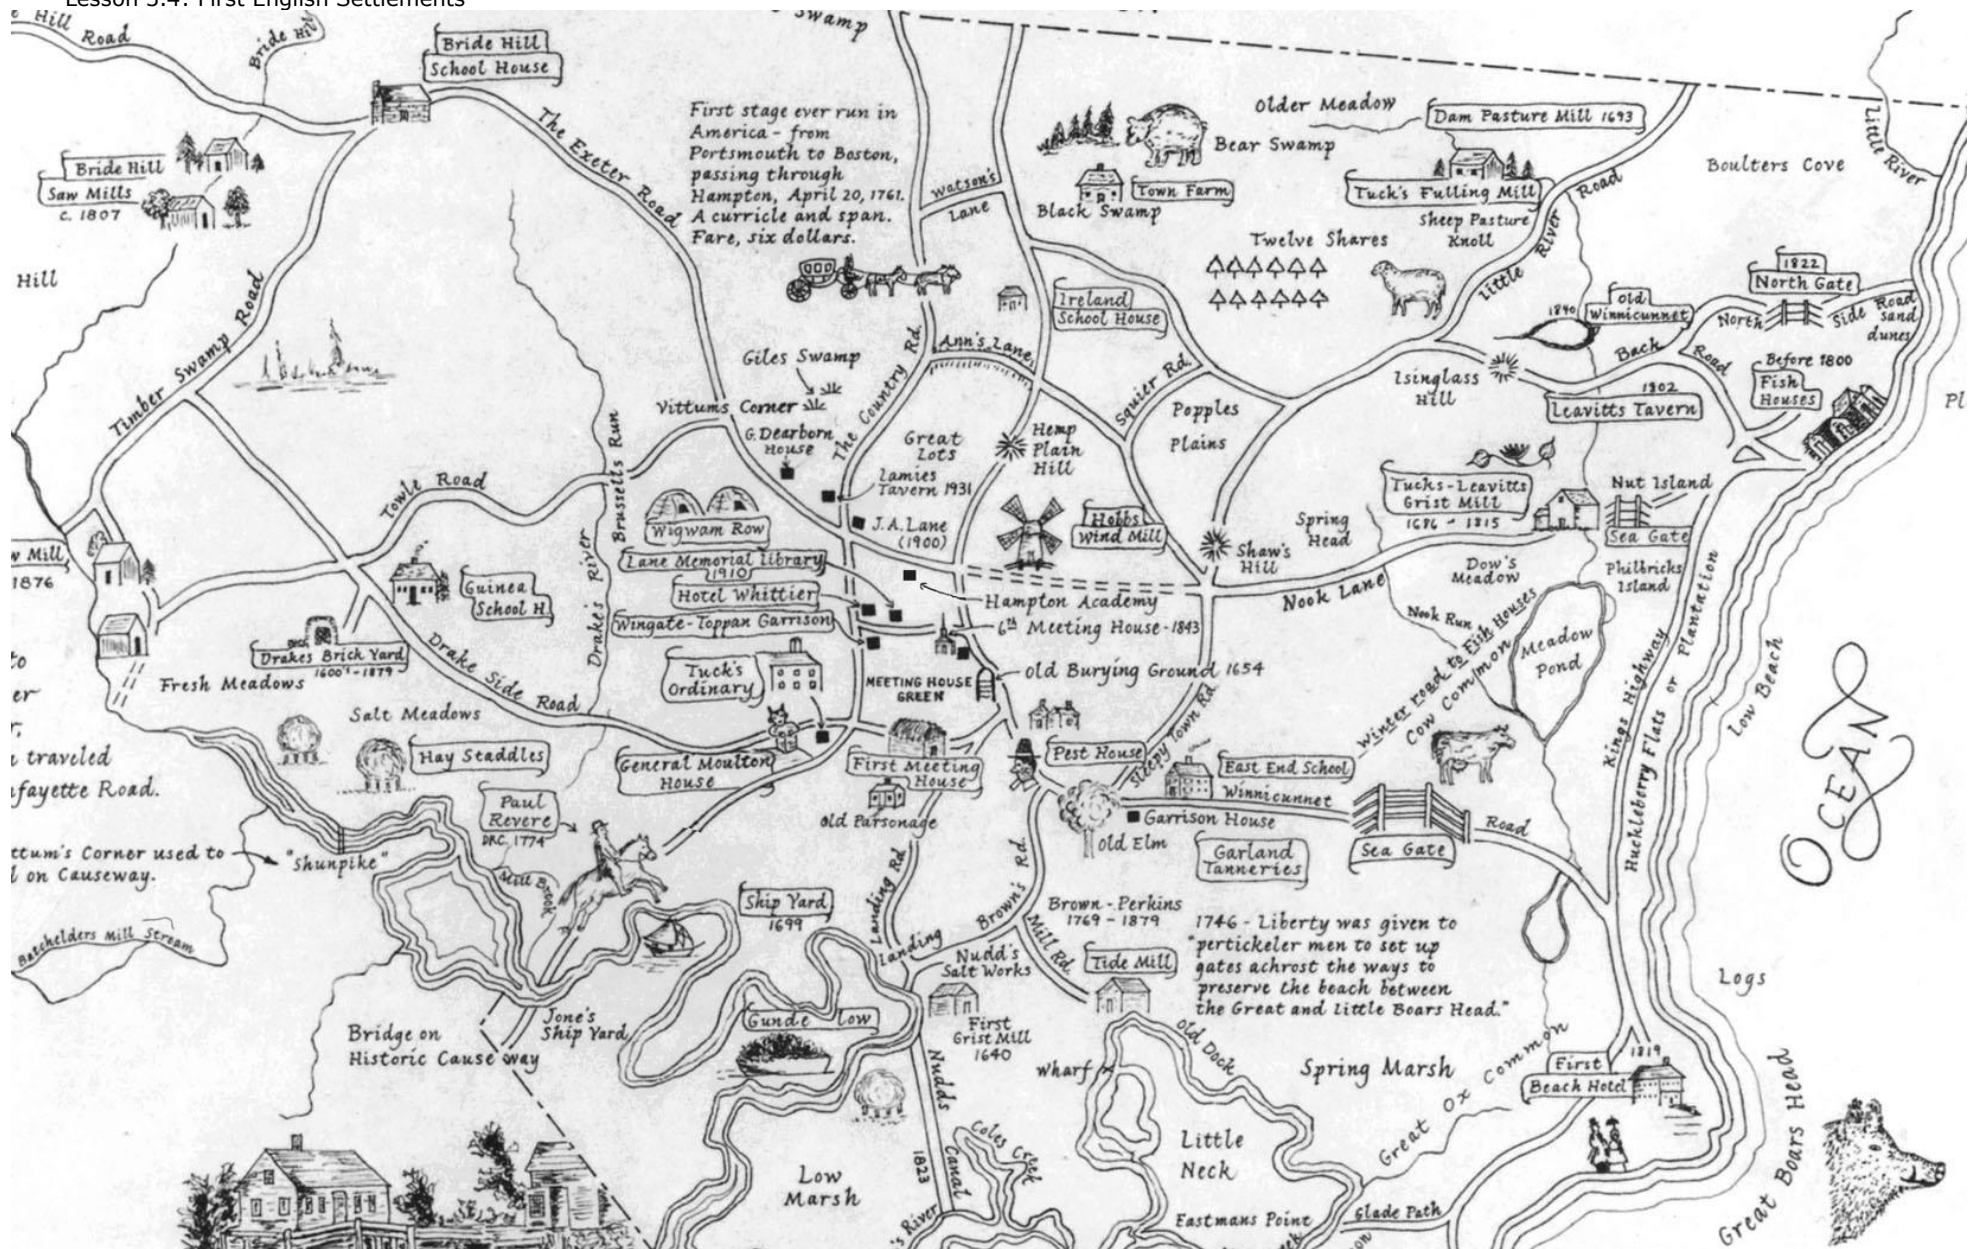 Lesson 3.4: First English Settlements
Hill Road
Bride Hill
Swamp
Bride Hill
School House
The Exeter Road
First stage ever run in
America - from
Portsmouth to Boston,
passing through
Hampton, April 20, 1761.
A curricle and span.
Fare, six dollars.
Older Meadow
Dam Pasture Mill 1693
Bear Swamp
Boulters Cove
Little River
Bride Hill
Saw Mills
c. 1807
Watson's
Lane
Town Farm
Black Swamp
Tuck's Fulling Mill
Sheep Pasture
Knoll
Little River Road
Twelve Shares
Hill
Timber Swamp Road
Ireland
School House
1822
North Gate
1840
Old
Winnicunnet
North Side Road
sand
dunes
Giles Swamp
Ann's Lane
The Country Rd.
Squier Rd.
Isinglass
Hill
Back Road
Before 1800
Fish
Houses
1802
Leavitts Tavern
Vittums Corner
G. Dearborn
House
Great
Lots
Hemp
Plain
Hill
Popples
Plains
Lamies
Tavern 1931
Towle Road
Brussells Run
Wigwam Row
J. A. Lane
(1900)
Hobbs
Wind Mill
Tucks-Leavitts
Grist Mill
1686 - 1815
Nut Island
Sea Gate
Spring
Head
Shaw's
Hill
Dow's
Meadow
Philbricks
Island
Mill
1876
Guinea
School H.
Drake's River
Lane Memorial Library
1910
Hotel Whittier
Wingate-Toppan Garrison
Hampton Academy
6th Meeting House - 1843
Nook Lane
Nook Run
Winter road to Fish Houses
Cow Common
Meadow
Pond
Kings Highway
Huckleberry Flats or Plantation
Low Beach
Ocean
Drakes Brick Yard
1600's - 1879
Fresh Meadows
Drake Side Road
Tuck's
Ordinary
MEETING HOUSE
GREEN
Old Burying Ground 1654
Salt Meadows
Hay Staddles
General Moulton
House
First Meeting
House
Pest House
Sleepy Town Rd.
East End School
Winnicunnet
Road
traveled
fayette Road.
Paul
Revere
DRC. 1774
Old Parsonage
Garrison House
Old Elm
Garland
Tanneries
Sea Gate
ttum's Corner used to
on Causeway.
"Shunpike"
Mill Brook
Ship Yard
1699
Landing Rd
Brown's Rd.
Brown - Perkins
1769 - 1879
1746 - Liberty was given to
"pertickeler men to set up
gates achrost the ways to
preserve the beach between
the Great and Little Boars Head."
Batchelders Mill Stream
Landing
Nudd's
Salt Works
Mill Rd.
Tide Mill
Logs
Bridge on
Historic Causeway
Jone's
Ship Yard
Gundelow
First
Grist Mill
1640
Wharf
Old Dock
Spring Marsh
Great Ox Common
1819
First
Beach Hotel
Nudds Canal
1823
Coles Creek
Low
Marsh
Little
Neck
Great Boars Head
Eastmans Point
Glade Path
's River